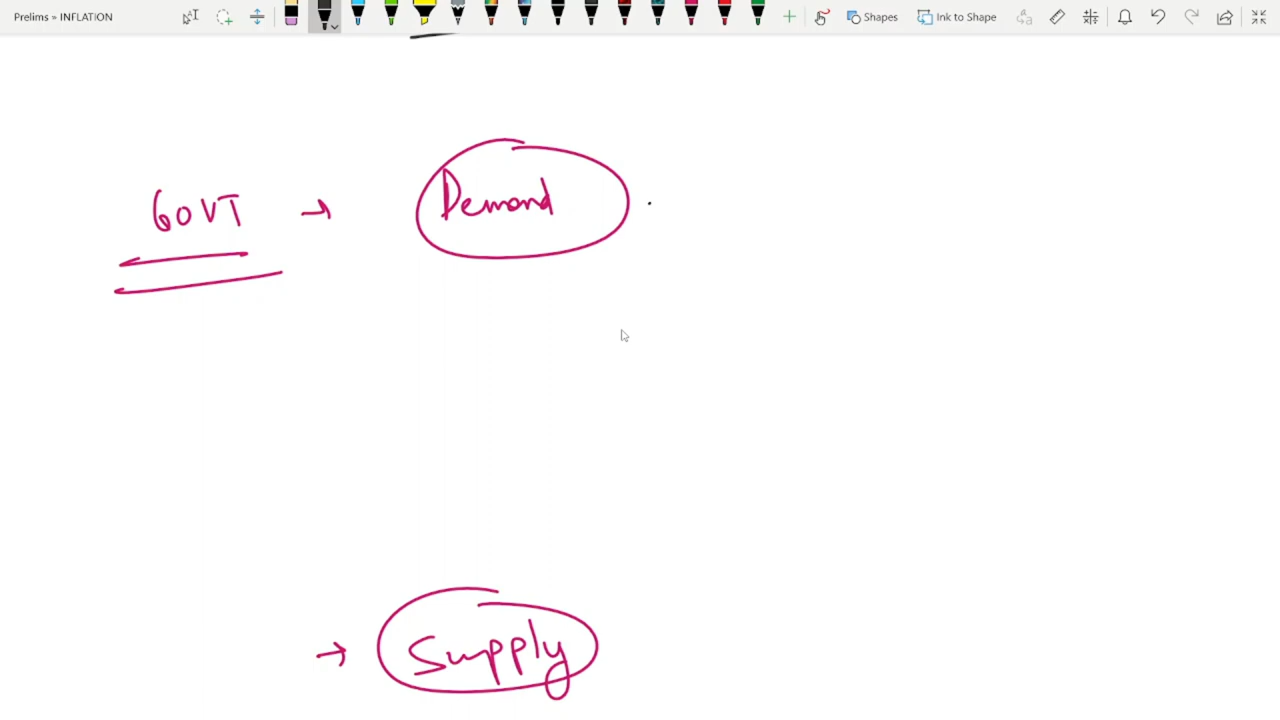 Prelims » INFLATION
Shapes
Ink to Shape
GOVT → Demand
→ Supply